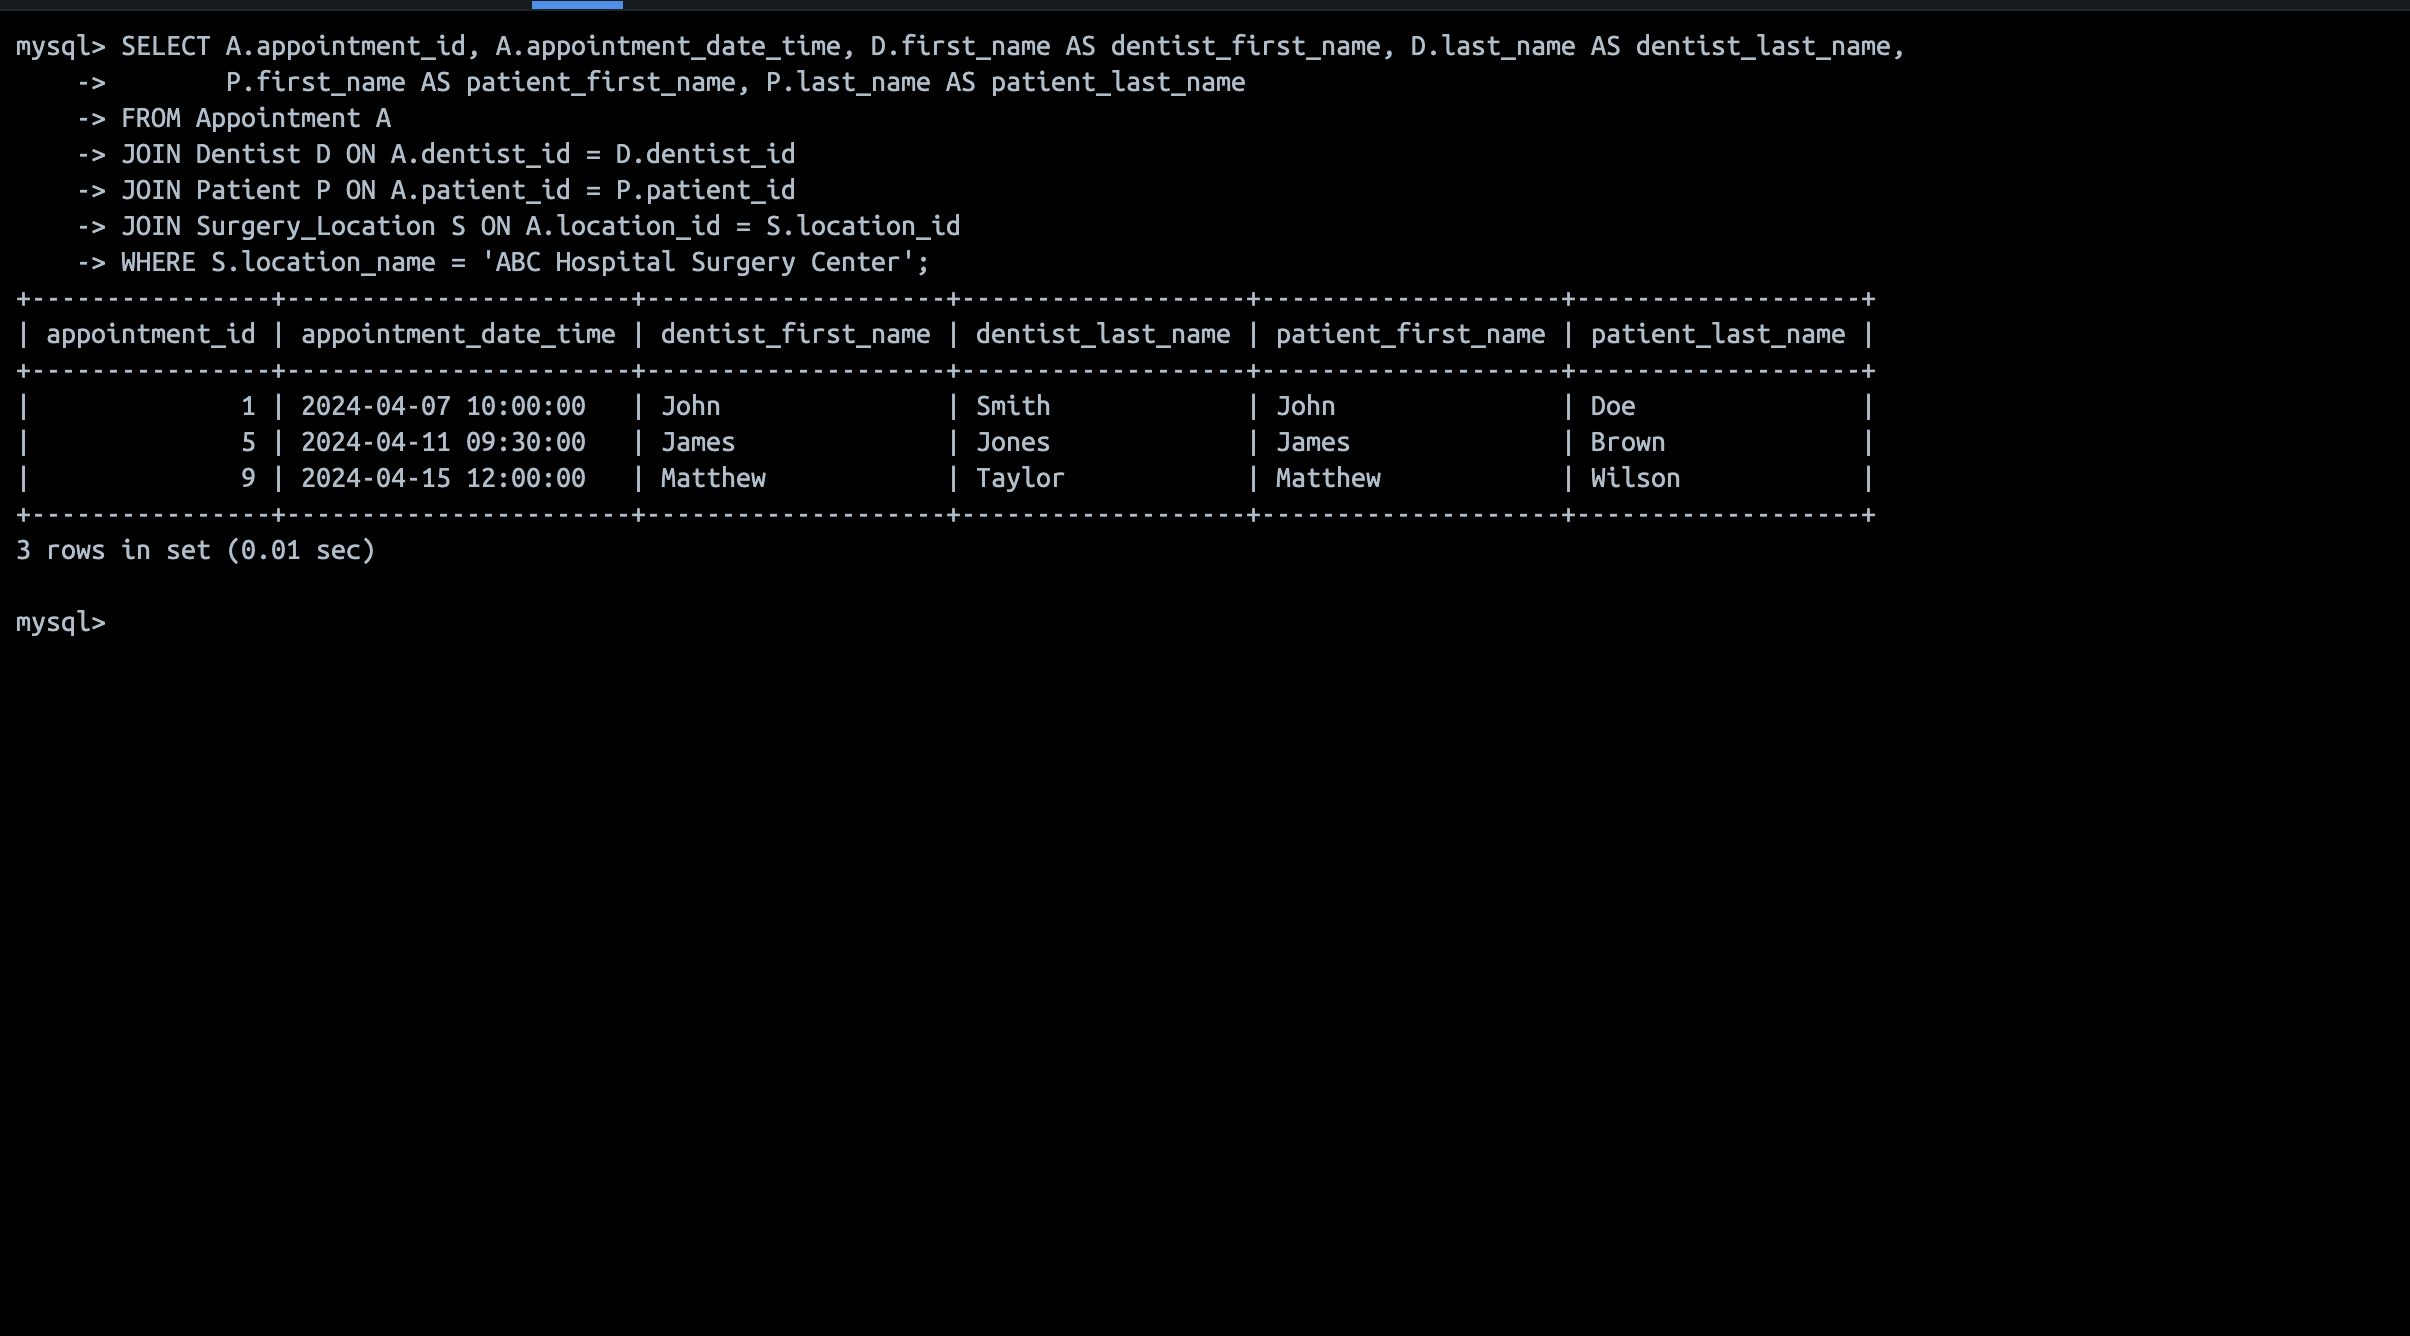 mysql> SELECT A.appointment_id, A.appointment_date_time, D.first_name AS dentist_first_name, D.last_name AS dentist_last_name,
    ->        P.first_name AS patient_first_name, P.last_name AS patient_last_name
    -> FROM Appointment A
    -> JOIN Dentist D ON A.dentist_id = D.dentist_id
    -> JOIN Patient P ON A.patient_id = P.patient_id
    -> JOIN Surgery_Location S ON A.location_id = S.location_id
    -> WHERE S.location_name = 'ABC Hospital Surgery Center';
+----------------+-----------------------+--------------------+-------------------+--------------------+-------------------+
| appointment_id | appointment_date_time | dentist_first_name | dentist_last_name | patient_first_name | patient_last_name |
+----------------+-----------------------+--------------------+-------------------+--------------------+-------------------+
|              1 | 2024-04-07 10:00:00   | John               | Smith             | John               | Doe               |
|              5 | 2024-04-11 09:30:00   | James              | Jones             | James              | Brown             |
|              9 | 2024-04-15 12:00:00   | Matthew            | Taylor            | Matthew            | Wilson            |
+----------------+-----------------------+--------------------+-------------------+--------------------+-------------------+
3 rows in set (0.01 sec)

mysql>